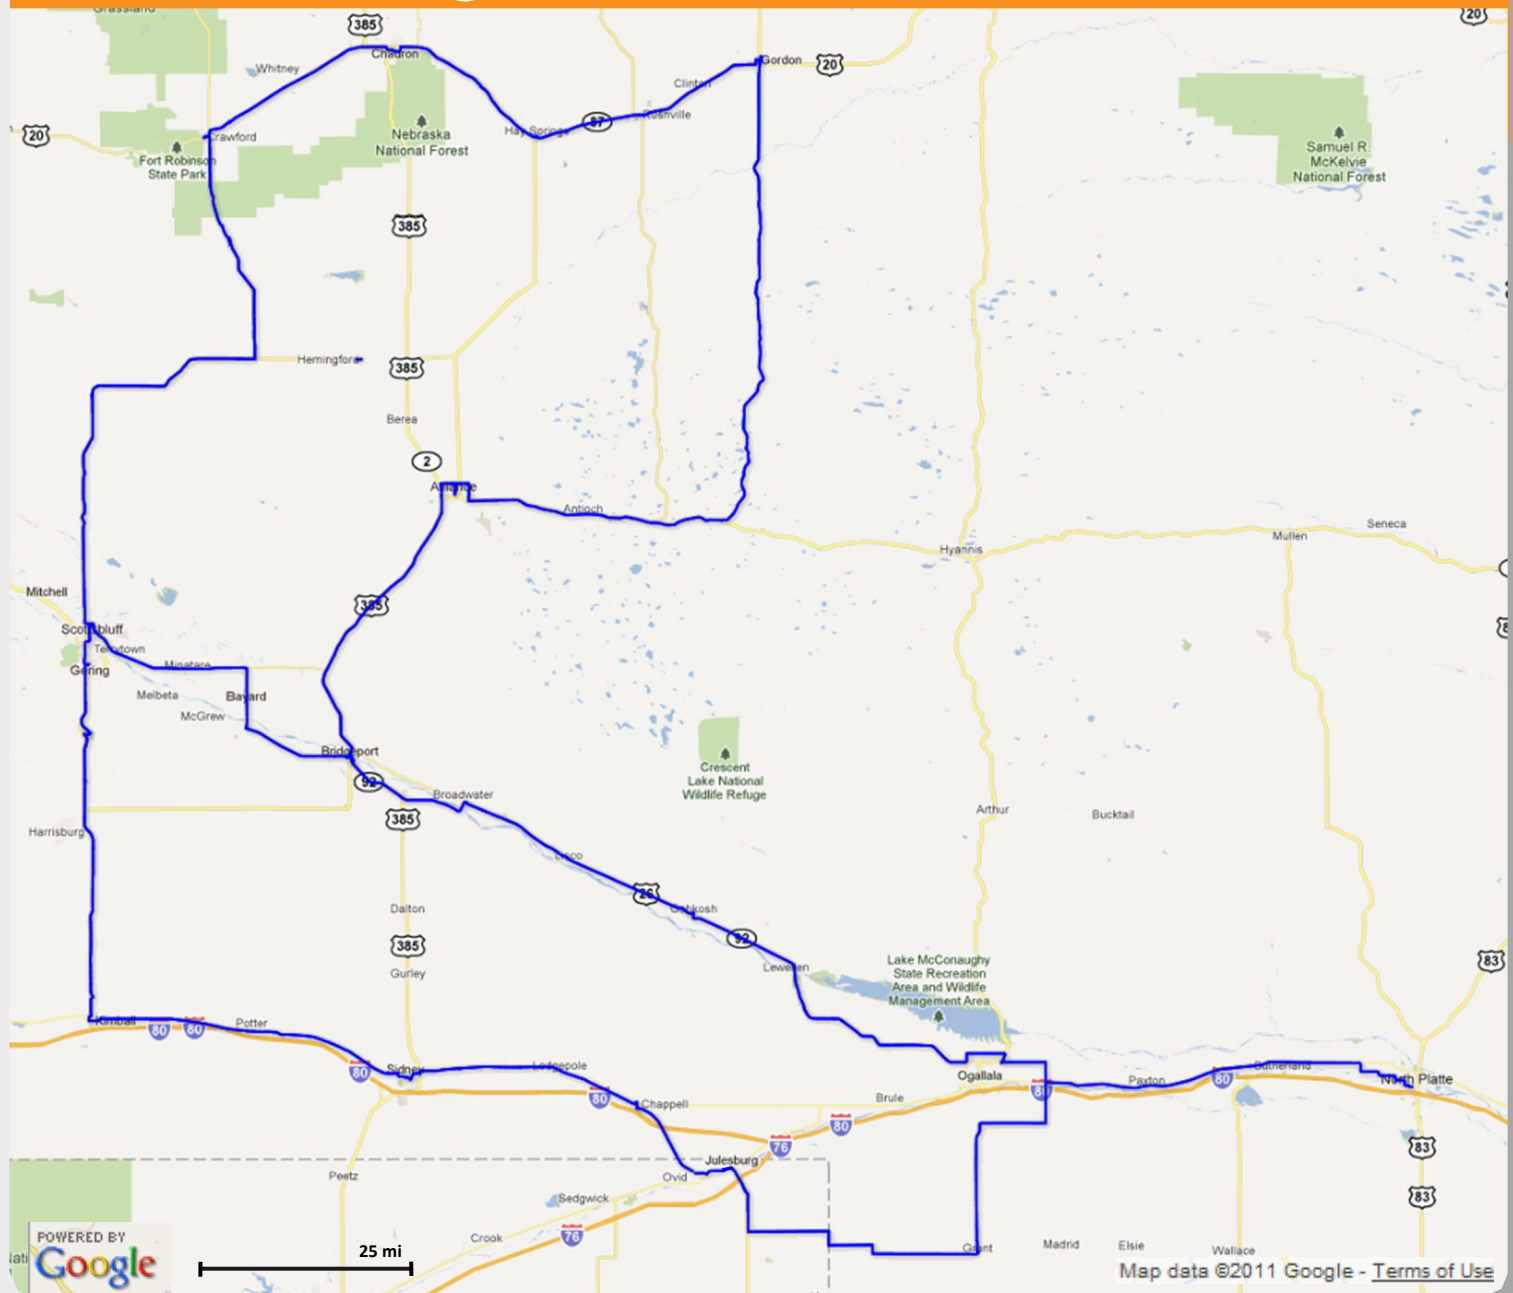 Grassland
385
20
Chadron
Gordon
20
Whitney
Clinton
87
Rushville
Hay Springs
20
Crawford
Nebraska
National Forest
Fort Robinson
State Park
Samuel R
McKelvie
National Forest
385
Hemingford
385
Berea
2
Alliance
Antioch
Seneca
Mullen
Hyannis
Mitchell
385
Scottsbluff
Terrytown
Gering
Minatare
Melbeta
Bayard
McGrew
Bridgeport
92
Broadwater
385
Crescent
Lake National
Wildlife Refuge
Arthur
Bucktail
Harrisburg
Lisco
26
Oshkosh
Dalton
92
385
Gurley
Lewellen
Lake McConaughy
State Recreation
Area and Wildlife
Management Area
83
Kimball
80
80
Potter
80
Sidney
Lodgepole
80
Chappell
Ogallala
80
Brule
Paxton
80
Sutherland
North Platte
80
76
83
Julesburg
Ovid
Peetz
Sedgwick
83
76
Crook
Grant
Madrid
Elsie
Wallace
POWERED BY
Google
25 mi
Map data ©2011 Google - Terms of Use